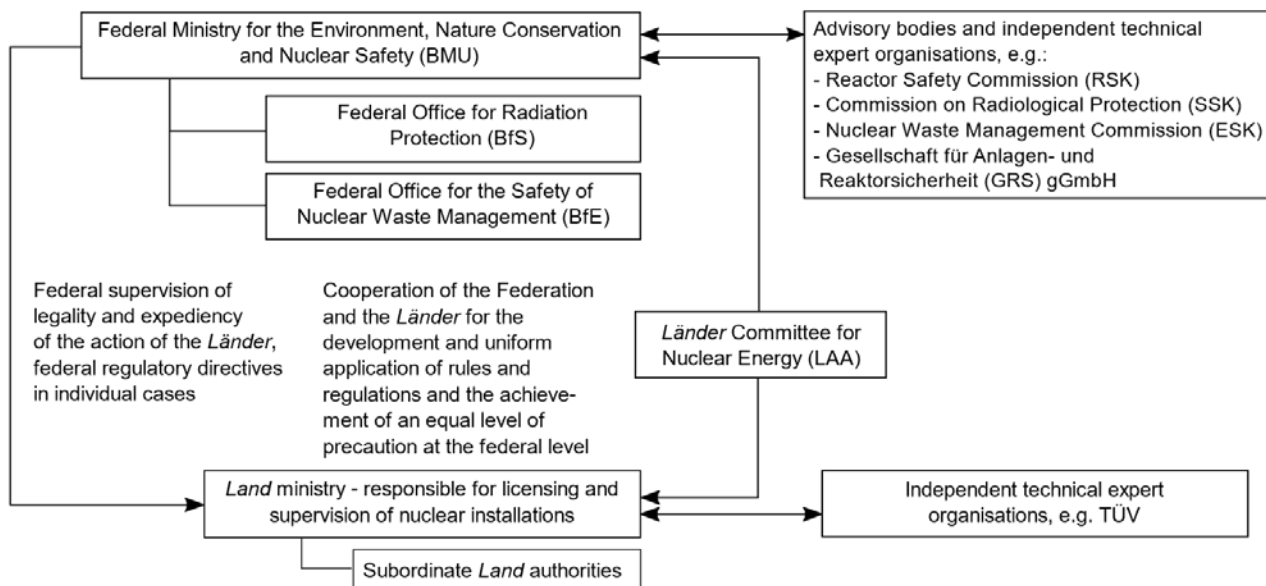 Federal Ministry for the Environment, Nature Conservation
and Nuclear Safety (BMU)
Advisory bodies and independent technical
expert organisations, e.g.:
- Reactor Safety Commission (RSK)
- Commission on Radiological Protection (SSK)
- Nuclear Waste Management Commission (ESK)
- Gesellschaft für Anlagen- und
Reaktorsicherheit (GRS) gGmbH
Federal Office for Radiation
Protection (BfS)
Federal Office for the Safety of
Nuclear Waste Management (BfE)
Federal supervision of
legality and expediency
of the action of the Länder,
federal regulatory directives
in individual cases
Cooperation of the Federation
and the Länder for the
development and uniform
application of rules and
regulations and the achieve-
ment of an equal level of
precaution at the federal level
Länder Committee for
Nuclear Energy (LAA)
Land ministry - responsible for licensing and
supervision of nuclear installations
Independent technical expert
organisations, e.g. TÜV
Subordinate Land authorities